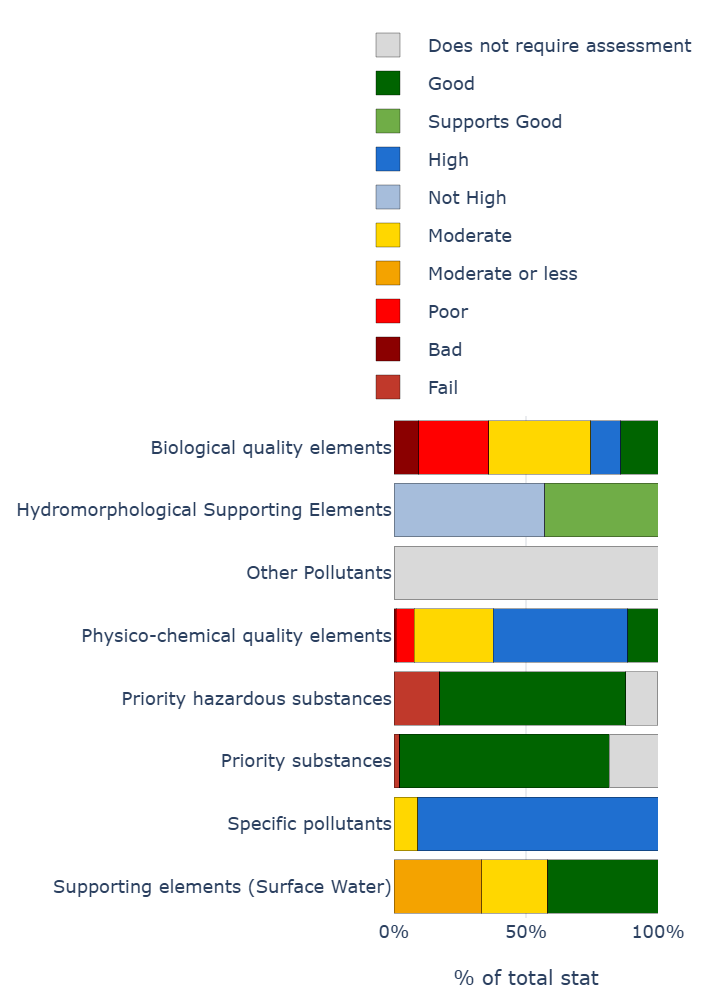 Does not require assessment
Good
Supports Good
High
Not High
Moderate
Moderate or less
Poor
Bad
Fail
Biological quality elements
Hydromorphological Supporting Elements
Other Pollutants
Physico-chemical quality elements
Priority hazardous substances
Priority substances
Specific pollutants
Supporting elements (Surface Water)
0% 50% 100%
% of total stat